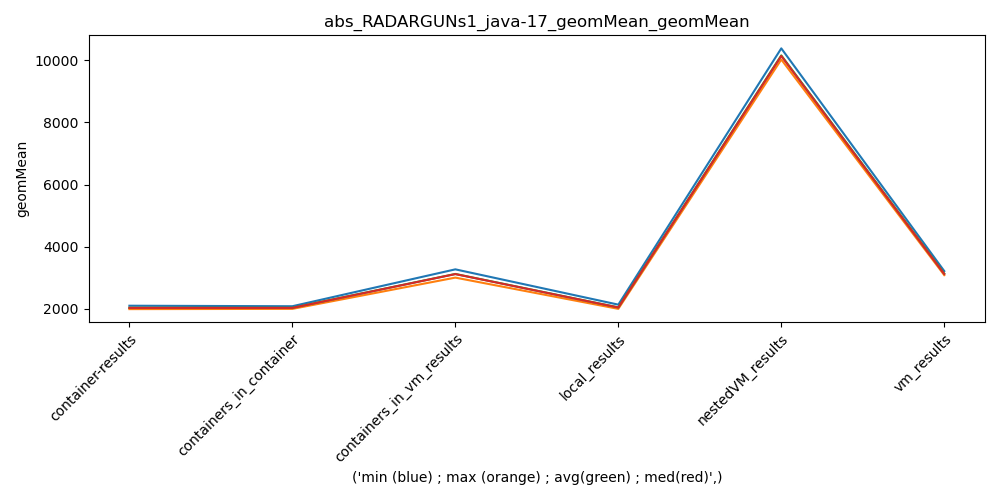 abs_RADARGUNs1_java-17_geomMean_geomMean
geomMean
10000
8000
6000
4000
2000
container-results
containers_in_container
containers_in_vm_results
local_results
nestedVM_results
vm_results
('min (blue) ; max (orange) ; avg(green) ; med(red)',)